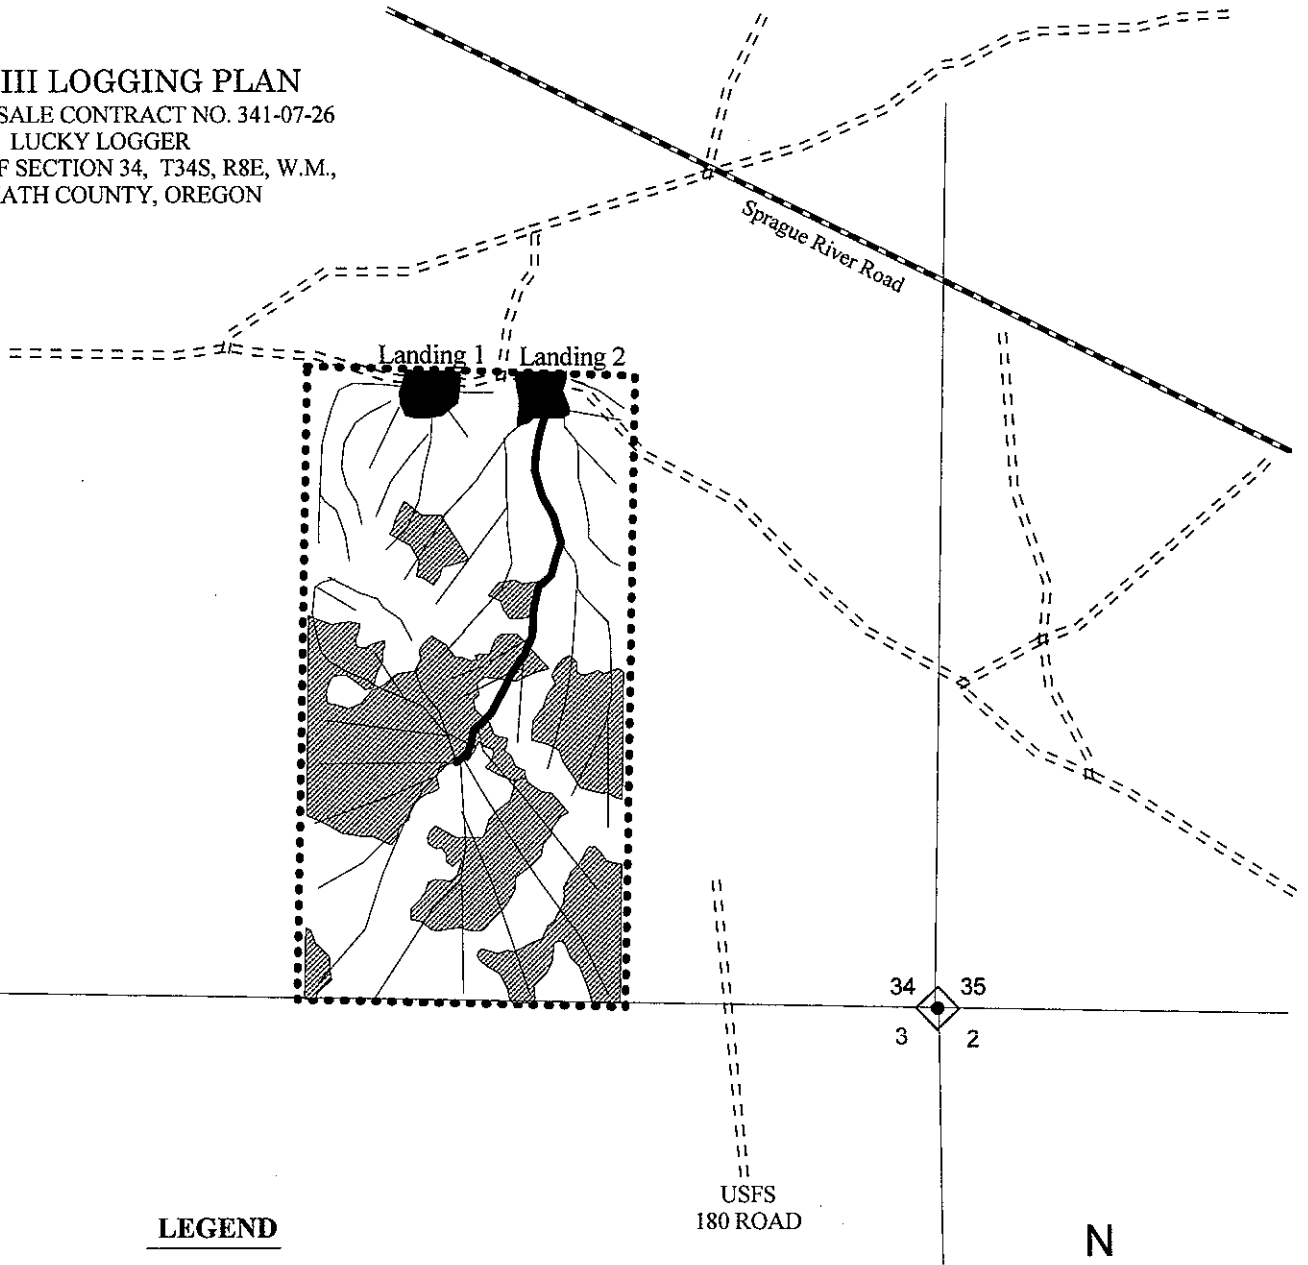 III LOGGING PLAN
SALE CONTRACT NO. 341-07-26
LUCKY LOGGER
F SECTION 34, T34S, R8E, W.M.,
ATH COUNTY, OREGON
Sprague River Road
Landing 1 Landing 2
34 35
3 2
USFS
180 ROAD
LEGEND
N